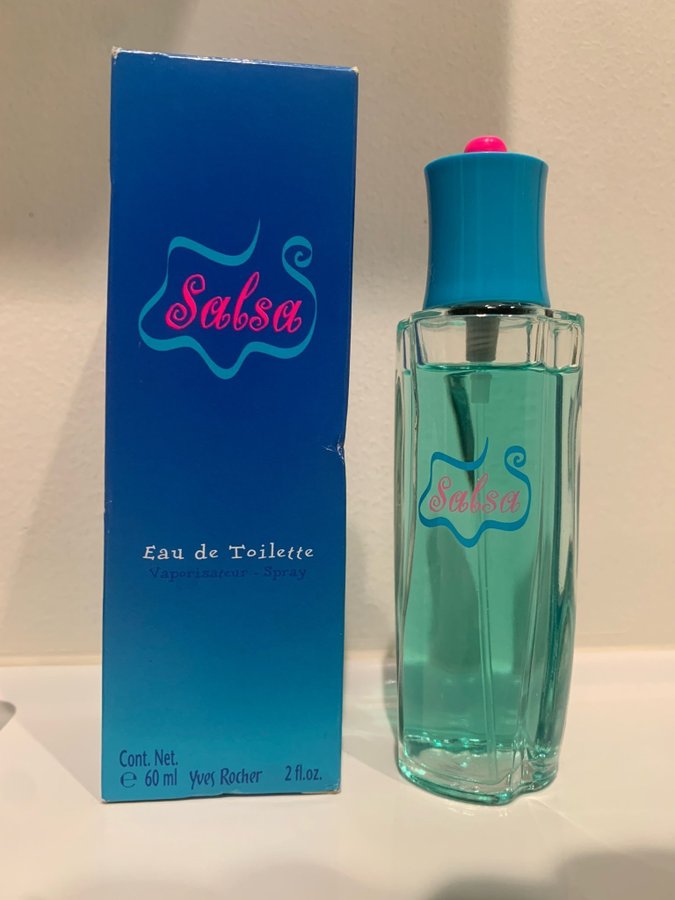 Salsa
Eau de Toilette
Vaporisateur - Spray
Cont. Net.
℮ 60 ml Yves Rocher 2 fl.oz.
Salsa